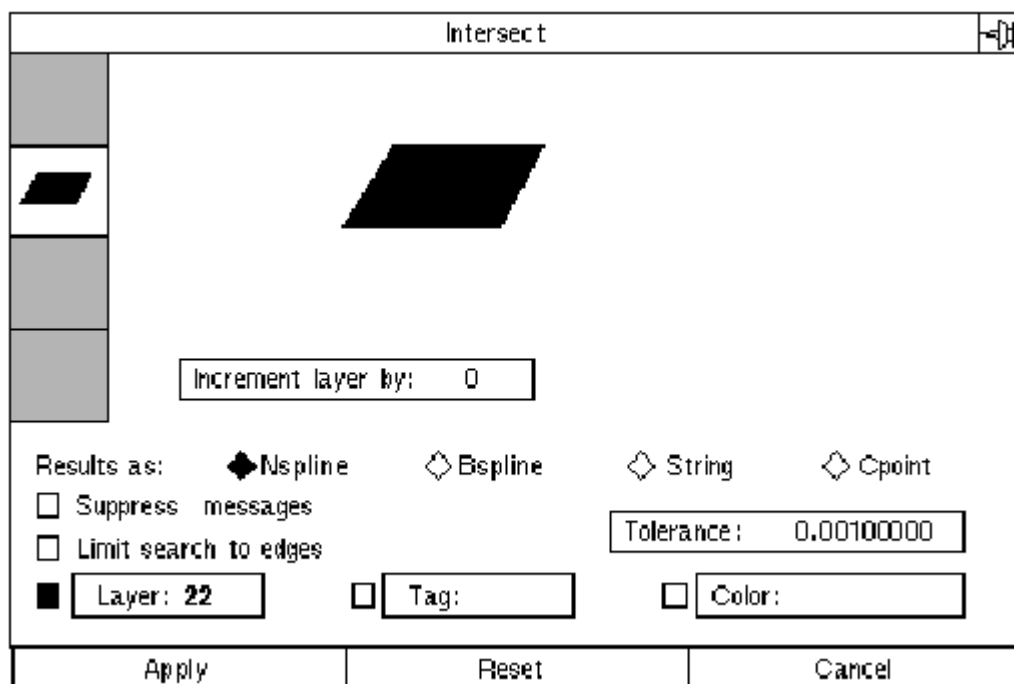 Intersect
Increment layer by: 0
Results as: Nspline Bspline String Cpoint
Suppress messages
Tolerance: 0.00100000
Limit search to edges
Layer: 22 Tag: Color:
Apply Reset Cancel